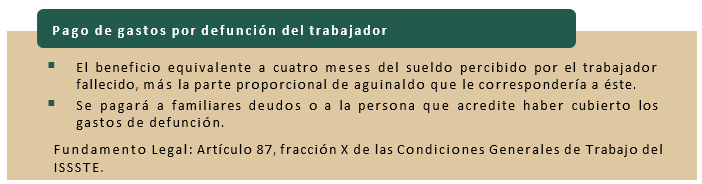 Pago de gastos por defunción del trabajador
El beneficio equivalente a cuatro meses del sueldo percibido por el trabajador
fallecido, más la parte proporcional de aguinaldo que le correspondería a éste.
Se pagará a familiares deudos o a la persona que acredite haber cubierto los
gastos de defunción.
Fundamento Legal: Artículo 87, fracción X de las Condiciones Generales de Trabajo del
ISSSTE.